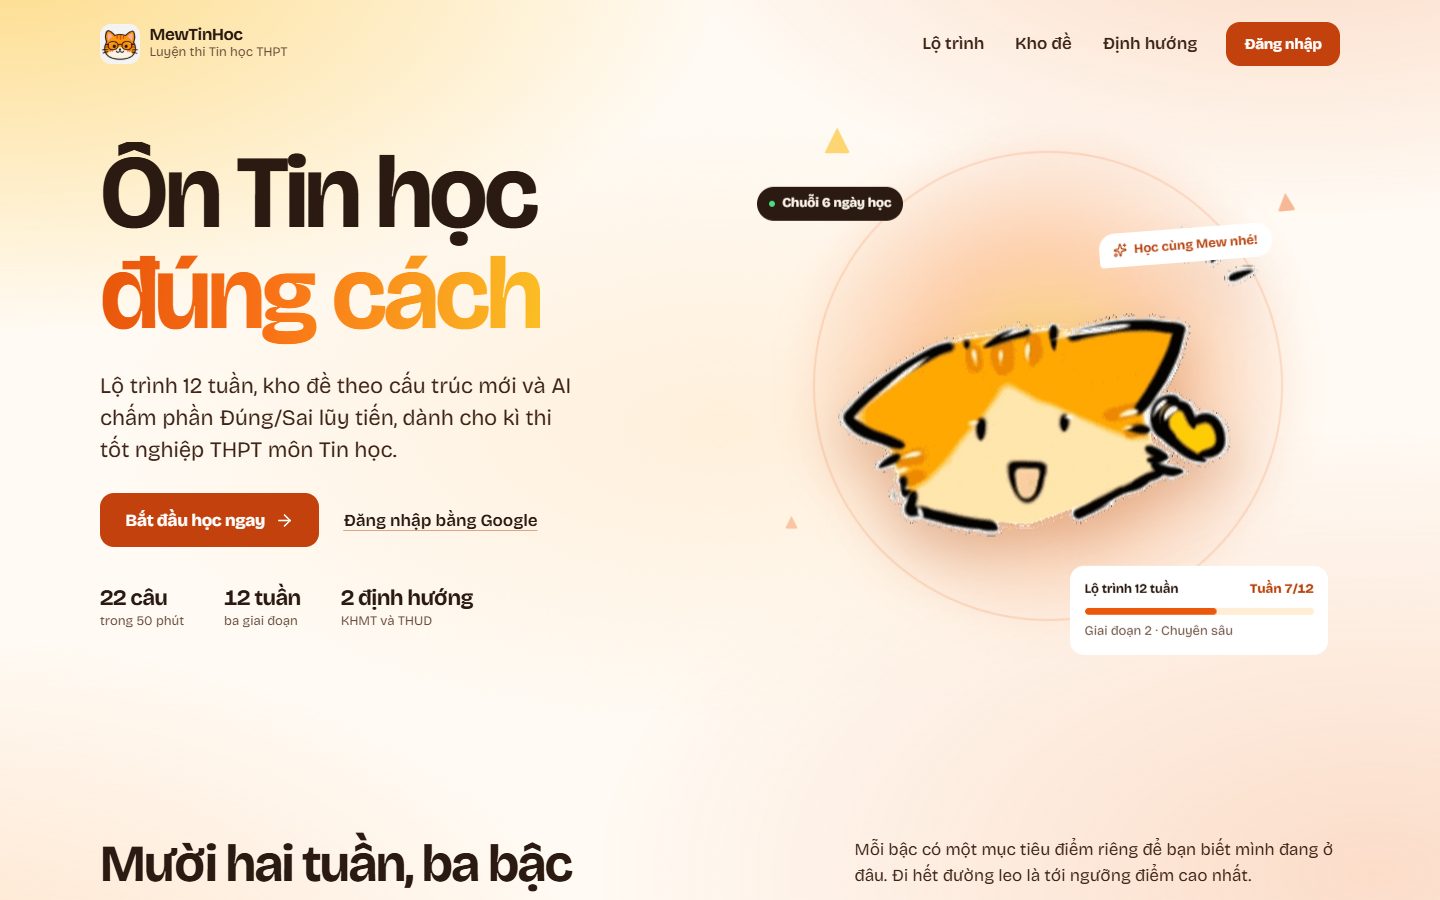 MewTinHoc
Luyện thi Tin học THPT
Lộ trình
Kho đề
Định hướng
Đăng nhập
Ôn Tin học
đúng cách
Lộ trình 12 tuần, kho đề theo cấu trúc mới và AI
chấm phần Đúng/Sai lũy tiến, dành cho kì thi
tốt nghiệp THPT môn Tin học.
Bắt đầu học ngay
Đăng nhập bằng Google
22 câu
trong 50 phút
12 tuần
ba giai đoạn
2 định hướng
KHMT và THUD
Chuỗi 6 ngày học
Học cùng Mew nhé!
Lộ trình 12 tuần
Tuần 7/12
Giai đoạn 2 · Chuyên sâu
Mười hai tuần, ba bậc
Mỗi bậc có một mục tiêu điểm riêng để bạn biết mình đang ở
đâu. Đi hết đường leo là tới ngưỡng điểm cao nhất.